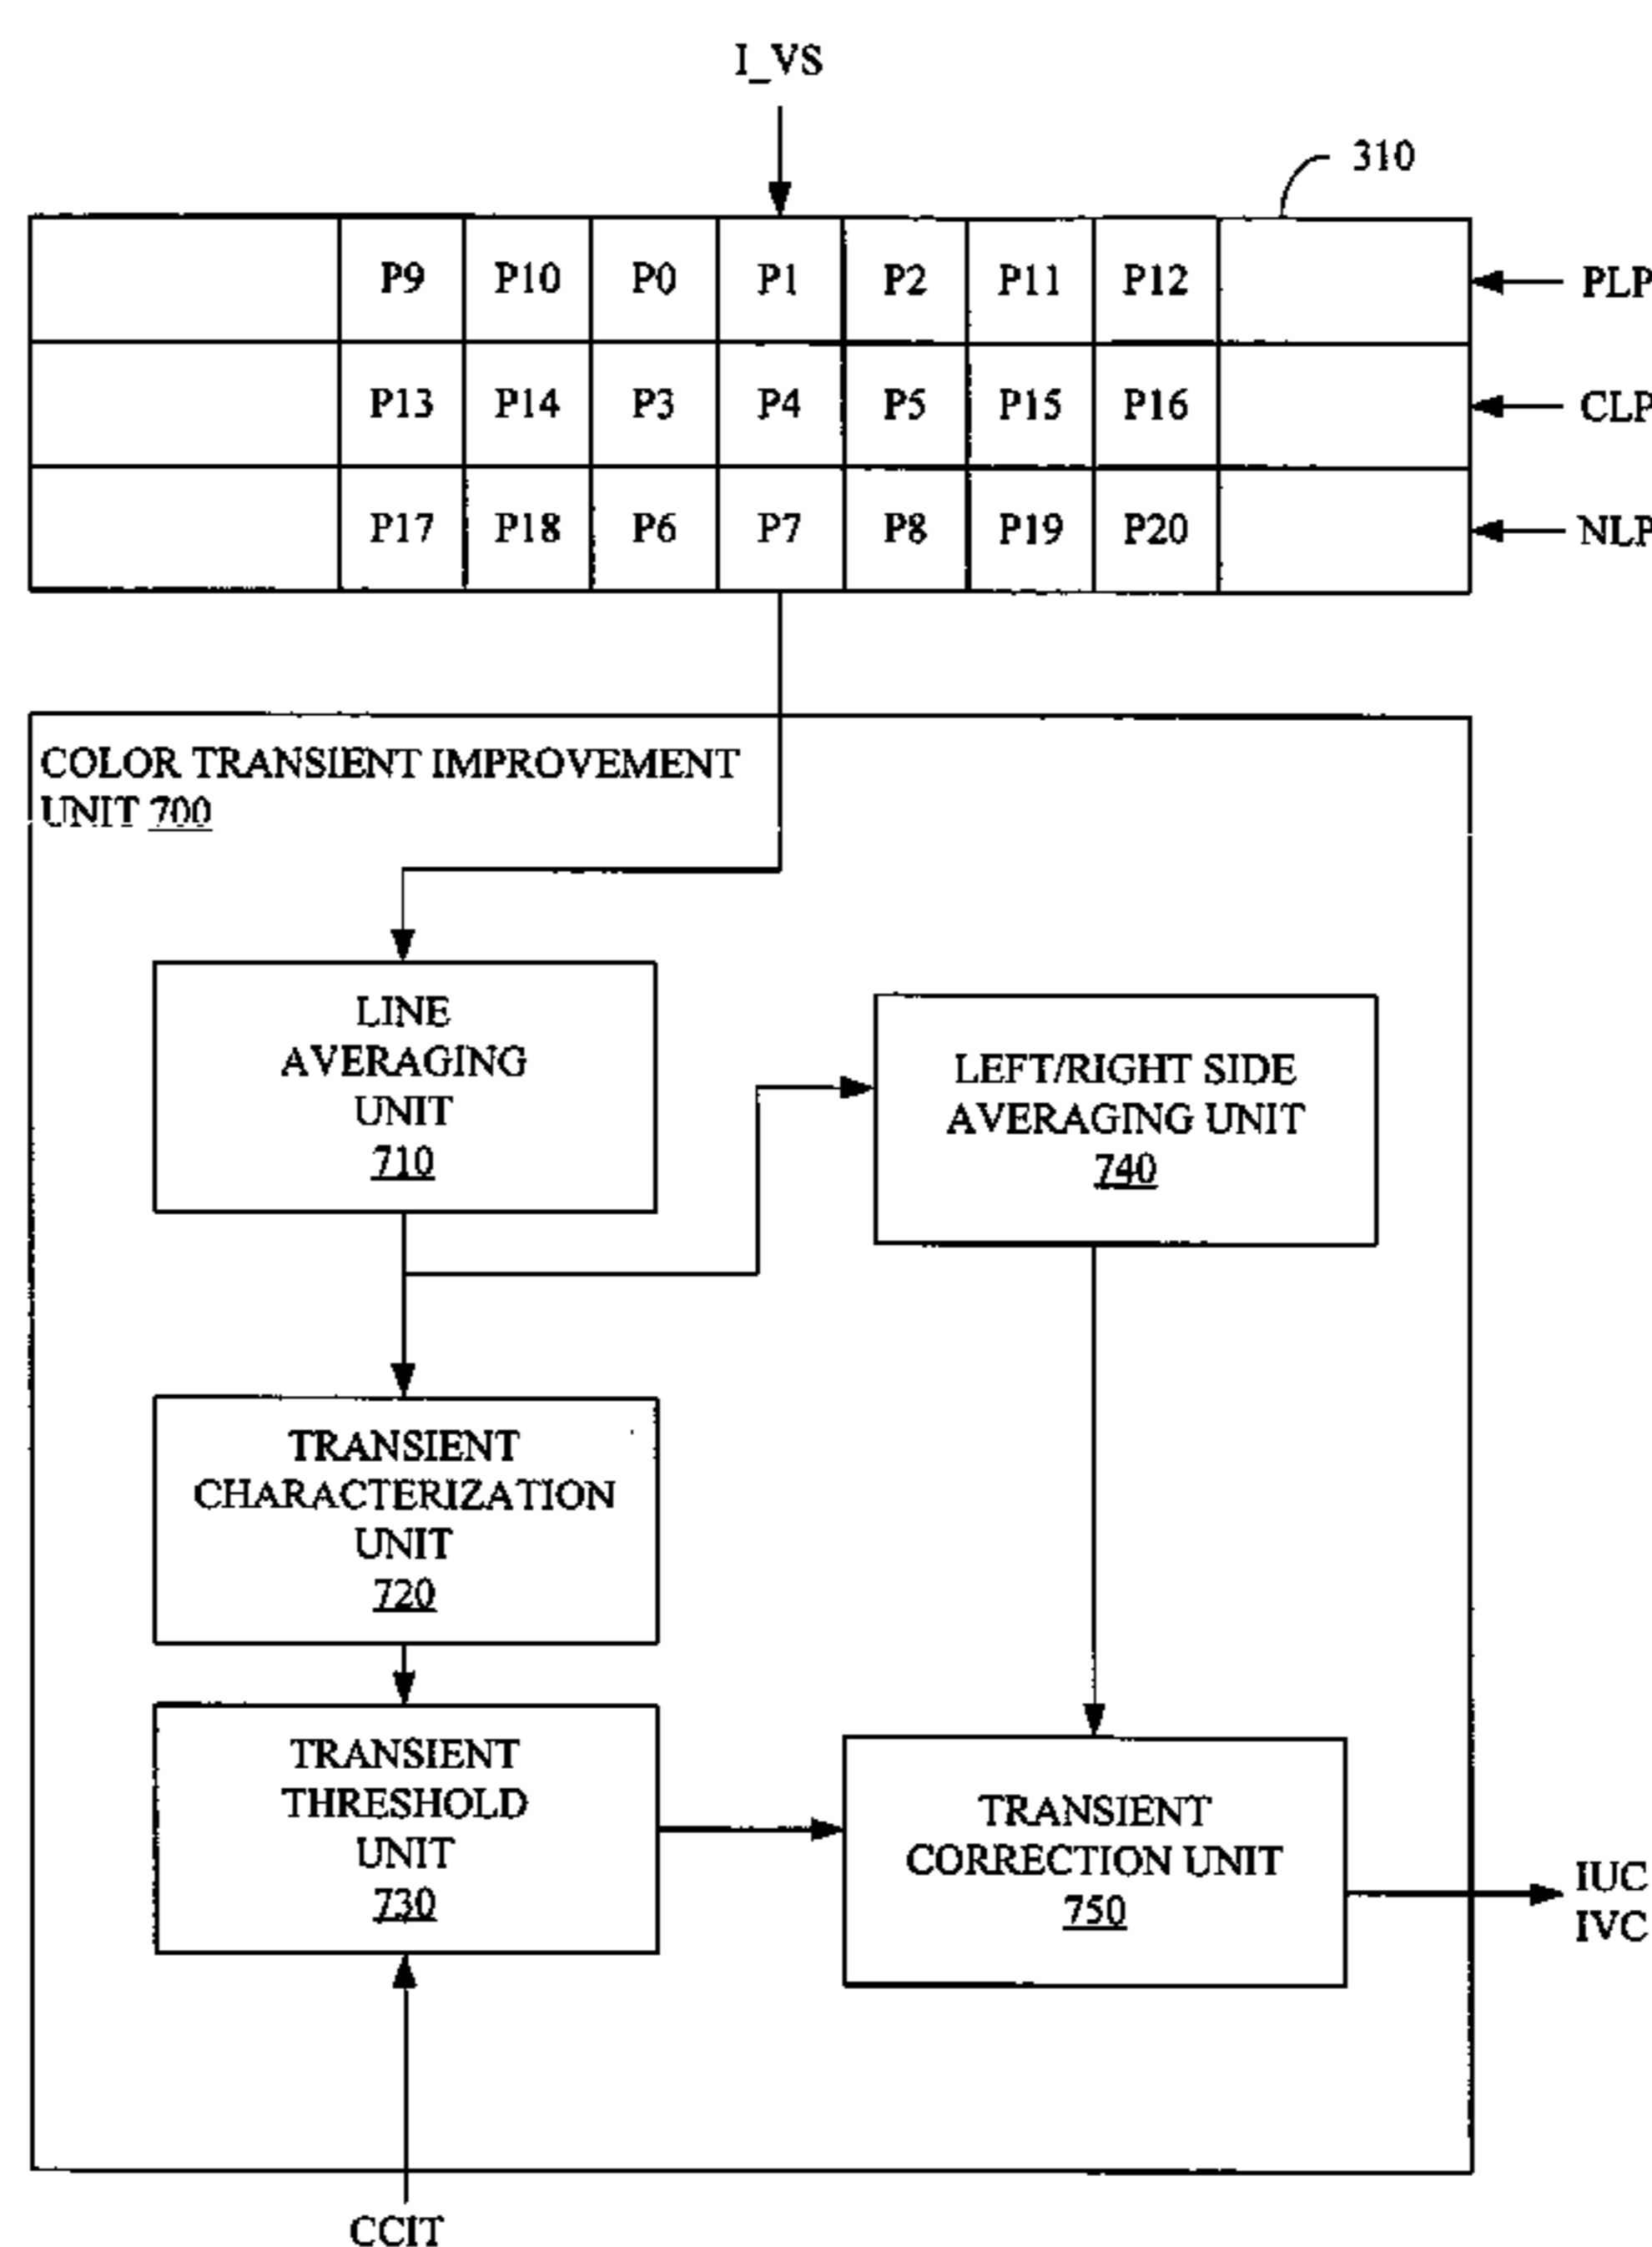 I_VS
310
P9 P10 P0 P1 P2 P11 P12
PLP
P13 P14 P3 P4 P5 P15 P16
CLP
P17 P18 P6 P7 P8 P19 P20
NLP
COLOR TRANSIENT IMPROVEMENT
UNIT 700
LINE
AVERAGING
UNIT
710
LEFT/RIGHT SIDE
AVERAGING UNIT
740
TRANSIENT
CHARACTERIZATION
UNIT
720
TRANSIENT
THRESHOLD
UNIT
730
TRANSIENT
CORRECTION UNIT
750
IUC
IVC
CCIT